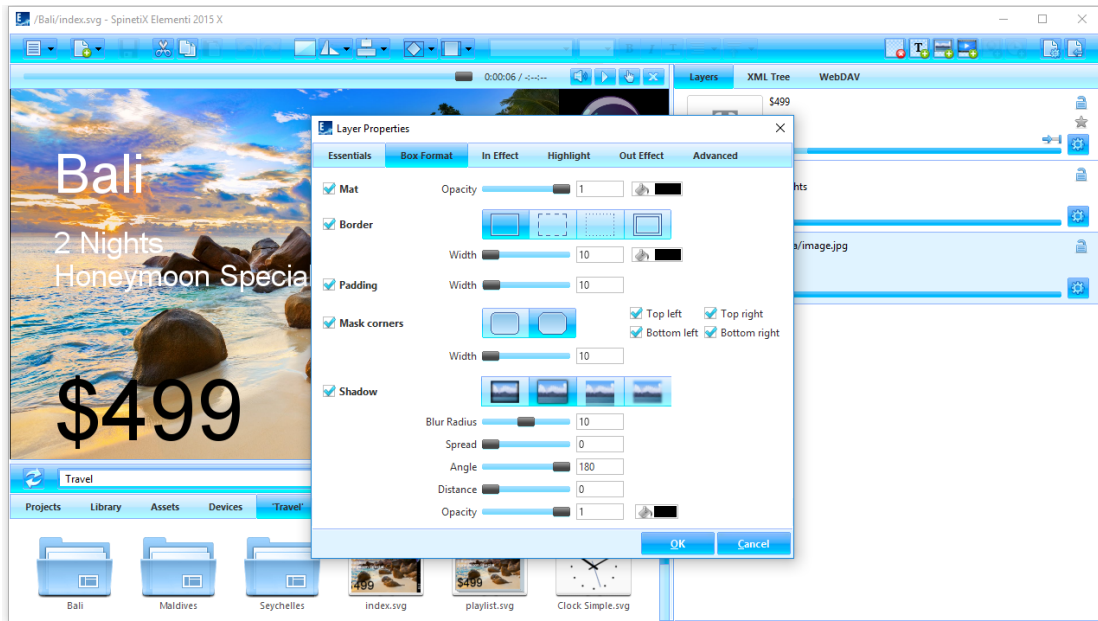 /Bali/index.svg - SpinetiX Elementi 2015 X
0:00:06 / -:--:--
Layers XML Tree WebDAV
$499
hts
a/image.jpg
Bali
2 Nights
Honeymoon Special
$499
Layer Properties
Essentials Box Format In Effect Highlight Out Effect Advanced
Mat Opacity 1
Border
Width 10
Padding Width 10
Mask corners Top left Top right
Bottom left Bottom right
Width 10
Shadow
Blur Radius 10
Spread 0
Angle 180
Distance 0
Opacity 1
OK Cancel
Travel
Projects Library Assets Devices 'Travel'
499
$499
Bali Maldives Seychelles index.svg playlist.svg Clock Simple.svg